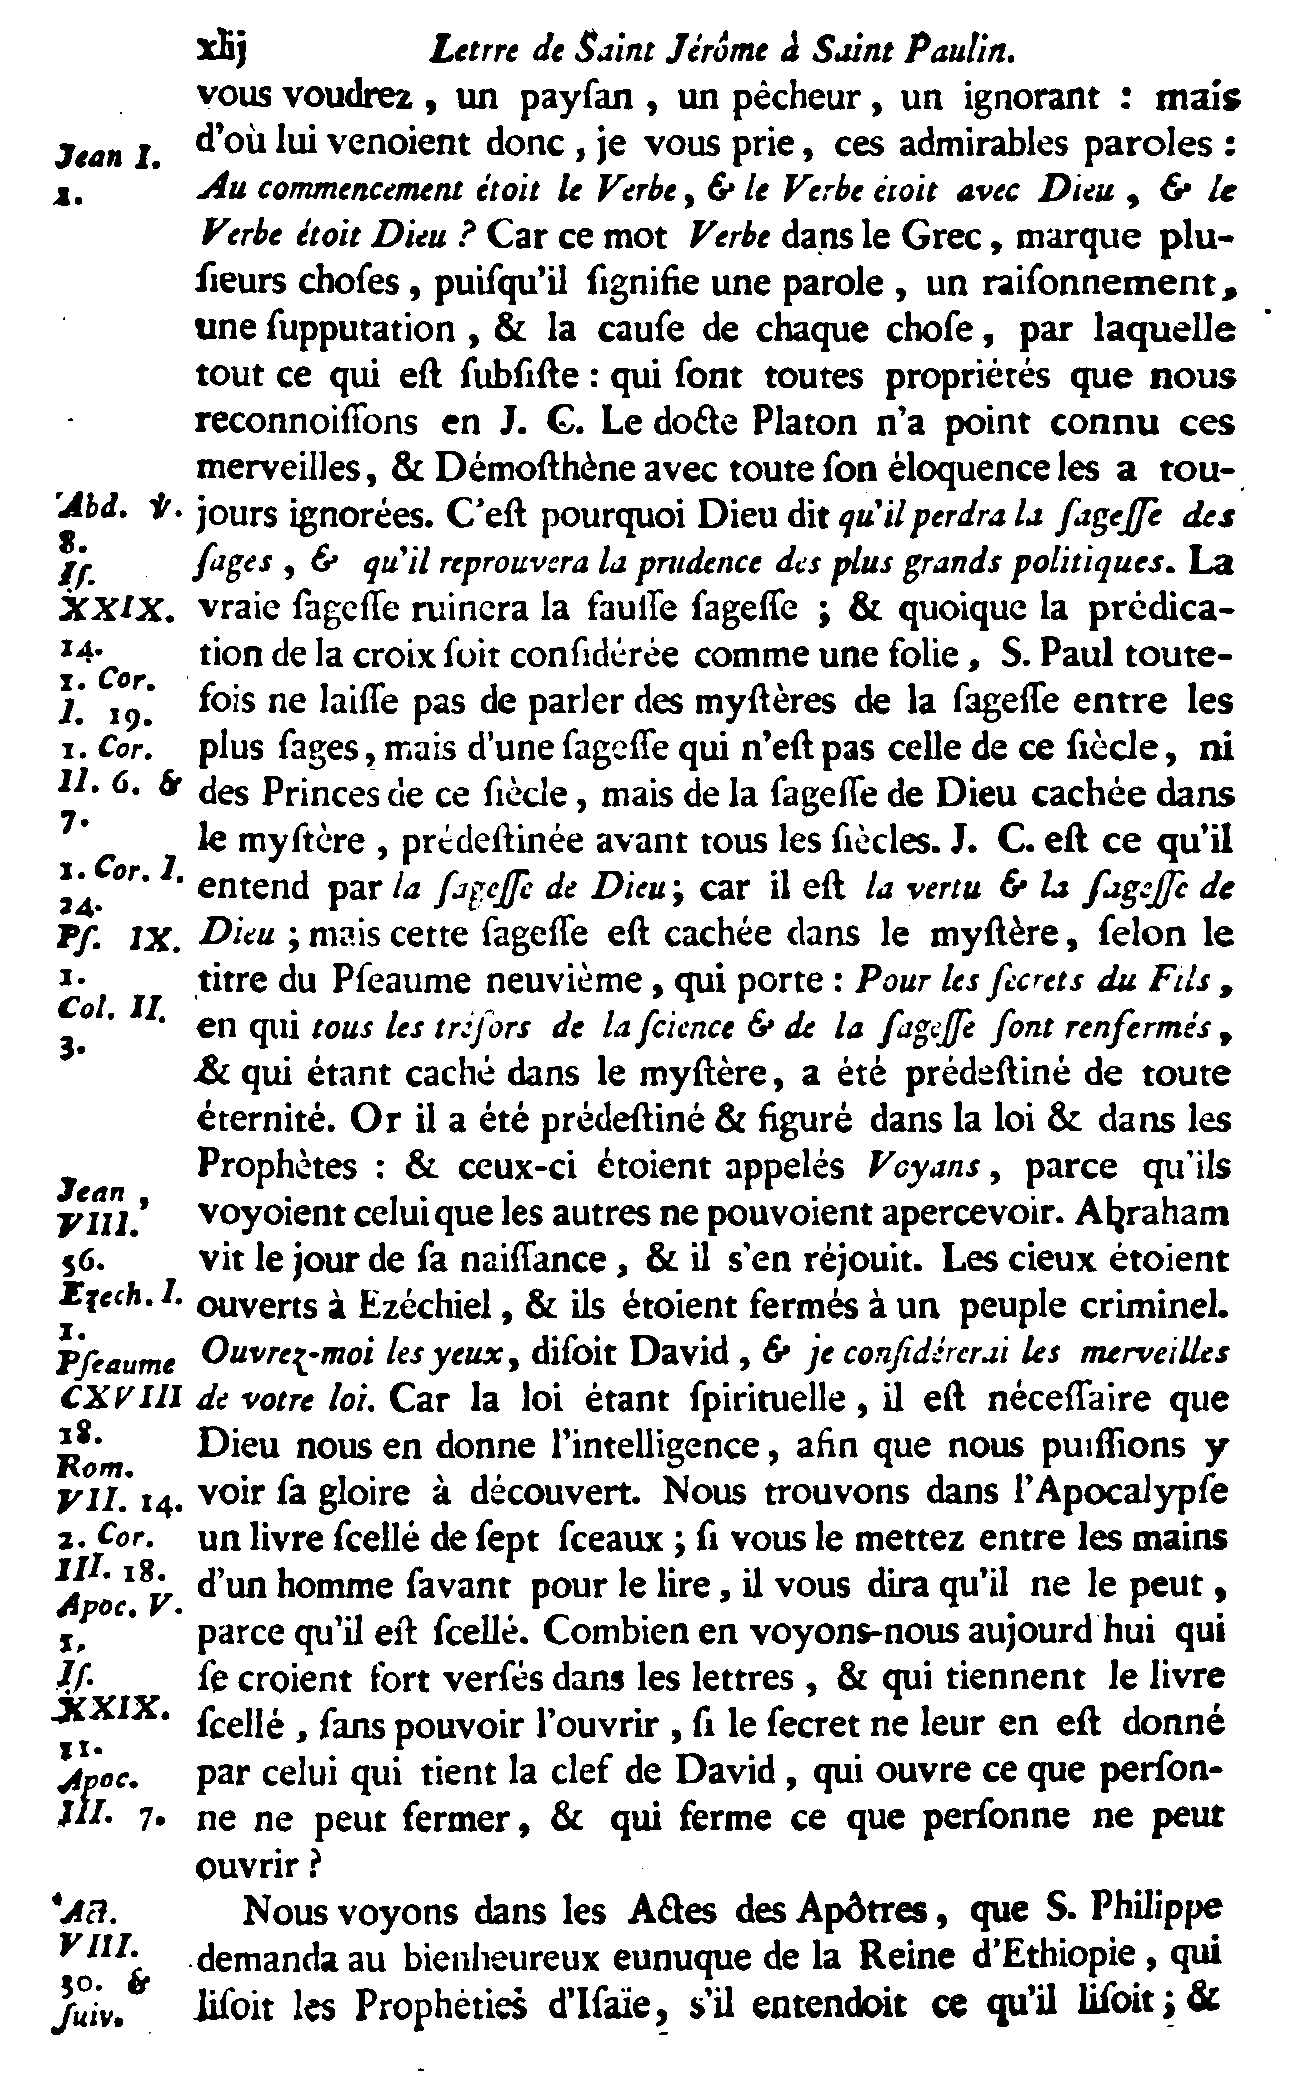 xlij Letrre de Saint Jérôme à Saint Paulin.
vous voudrez , un payſan , un pêcheur , un ignorant : mais
d'où lui venoient donc , je vous prie , ces admirables paroles :
Au commencement étoit le Verbe , & le Verbe étoit avec Dieu , & le
Verbe étoit Dieu ? Car ce mot Verbe dans le Grec , marque plu-
ſieurs choſes , puiſqu'il ſignifie une parole , un raiſonnement ,
une ſupputation , & la cauſe de chaque choſe , par laquelle
tout ce qui eſt ſubſiſte : qui ſont toutes propriétés que nous
reconnoiſſons en J. C. Le docte Platon n'a point connu ces
merveilles , & Démoſthène avec toute ſon éloquence les a tou-
jours ignorées. C'eſt pourquoi Dieu dit qu'il perdra la ſageſſe des
ſages , & qu'il reprouvera la prudence des plus grands politiques. La
vraie ſageſſe ruinera la fauſſe ſageſſe ; & quoique la prédica-
tion de la croix ſoit conſidérée comme une folie , S. Paul toute-
fois ne laiſſe pas de parler des myſtères de la ſageſſe entre les
plus ſages , mais d'une ſageſſe qui n'eſt pas celle de ce ſiècle , ni
des Princes de ce ſiècle , mais de la ſageſſe de Dieu cachée dans
le myſtère , prédeſtinée avant tous les ſiècles. J. C. eſt ce qu'il
entend par la ſageſſe de Dieu ; car il eſt la vertu & la ſageſſe de
Dieu ; mais cette ſageſſe eſt cachée dans le myſtère , ſelon le
titre du Pſeaume neuvième , qui porte : Pour les ſecrets du Fils ,
en qui tous les tréſors de la ſcience & de la ſageſſe ſont renfermés ,
& qui étant caché dans le myſtère , a été prédeſtiné de toute
éternité. Or il a été prédeſtiné & figuré dans la loi & dans les
Prophètes : & ceux-ci étoient appelés Voyans , parce qu'ils
voyoient celui que les autres ne pouvoient apercevoir. Abraham
vit le jour de ſa naiſſance , & il s'en réjouit. Les cieux étoient
ouverts à Ezéchiel , & ils étoient fermés à un peuple criminel.
Ouvrez-moi les yeux , diſoit David , & je conſidérerai les merveilles
de votre loi. Car la loi étant ſpirituelle , il eſt néceſſaire que
Dieu nous en donne l'intelligence , afin que nous puiſſions y
voir ſa gloire à découvert. Nous trouvons dans l'Apocalypſe
un livre ſcellé de ſept ſceaux ; ſi vous le mettez entre les mains
d'un homme ſavant pour le lire , il vous dira qu'il ne le peut ,
parce qu'il eſt ſcellé. Combien en voyons-nous aujourd hui qui
ſe croient fort verſés dans les lettres , & qui tiennent le livre
ſcellé , ſans pouvoir l'ouvrir , ſi le ſecret ne leur en eſt donné
par celui qui tient la clef de David , qui ouvre ce que perſon-
ne ne peut fermer , & qui ferme ce que perſonne ne peut
ouvrir ?
Nous voyons dans les Actes des Apôtres , que S. Philippe
demanda au bienheureux eunuque de la Reine d'Ethiopie , qui
liſoit les Prophéties d'Iſaïe , s'il entendoit ce qu'il liſoit ; &
Jean I.
1.
Abd. ℣.
8.
Iſ.
XXIX.
14.
1. Cor.
I. 19.
1. Cor.
II. 6. &
7.
1. Cor. I.
24.
Pſ. IX.
1.
Col. II.
3.
Jean ,
VIII.
56.
Ezech. I.
1.
Pſeaume
CXVIII
18.
Rom.
VII. 14.
2. Cor.
III. 18.
Apoc. V.
1.
Iſ.
XXIX.
11.
Apoc.
III. 7.
Act.
VIII.
30. &
ſuiv.